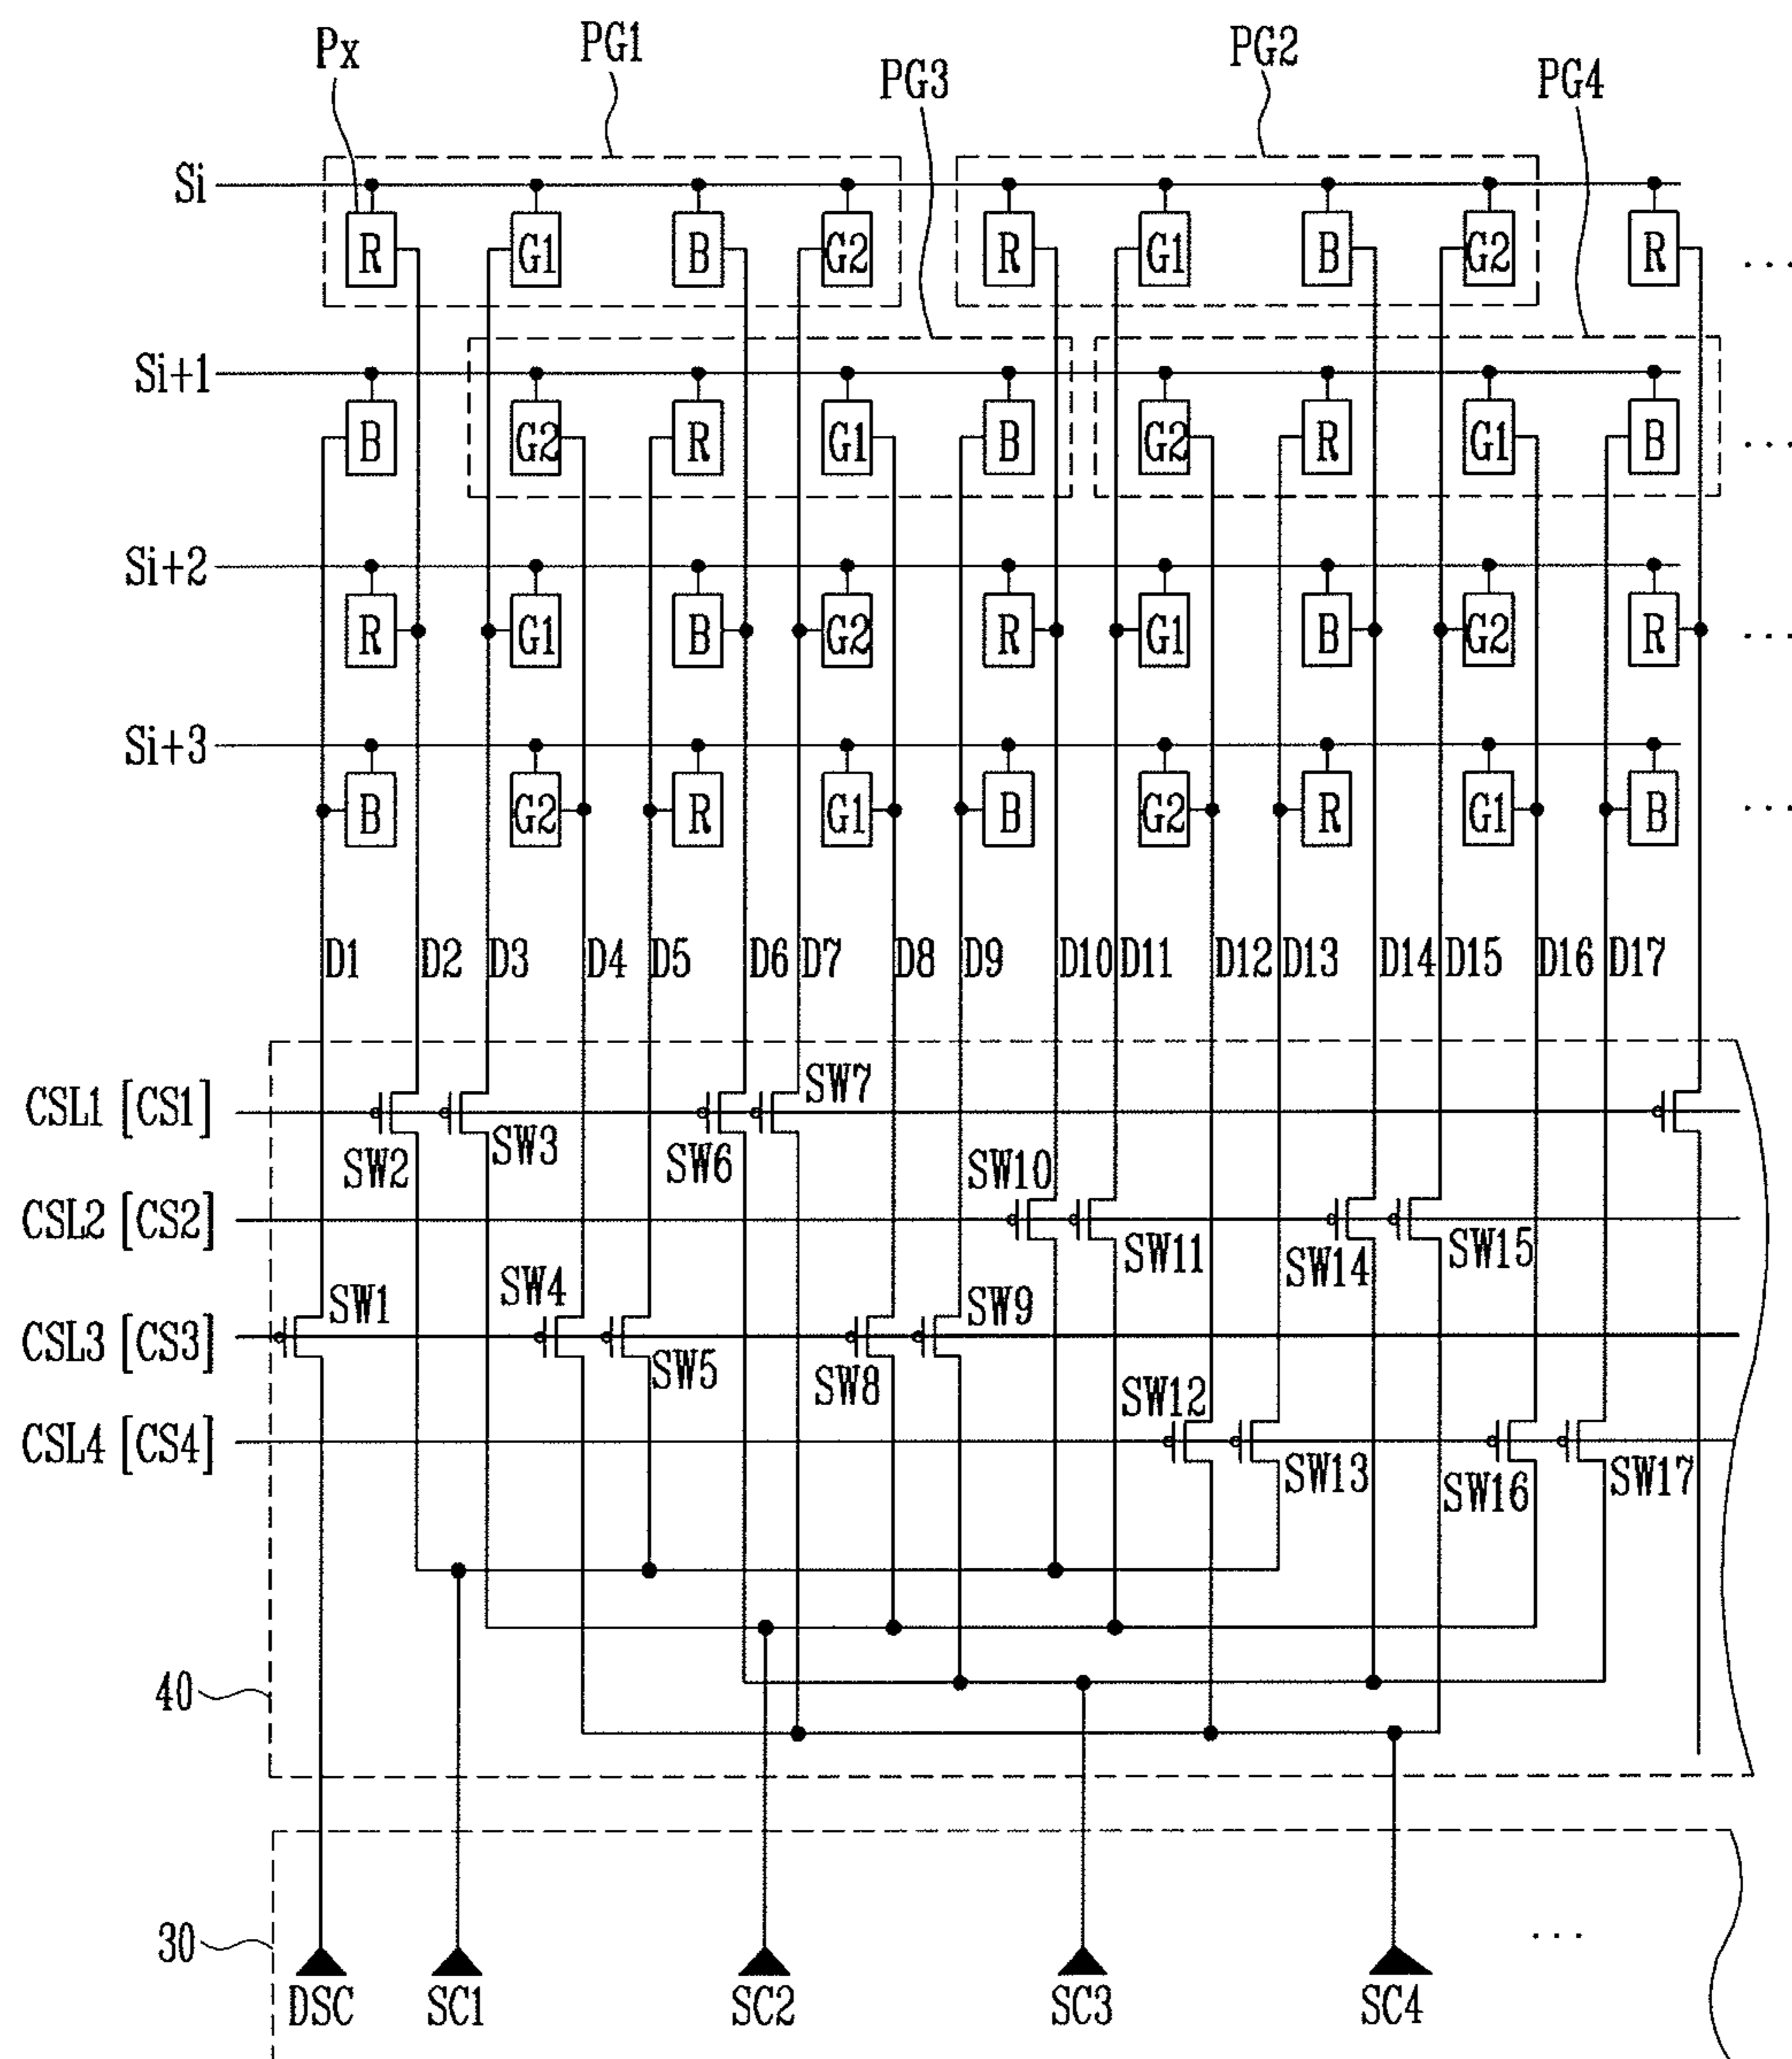 Px PG1 PG3 PG2 PG4
Si
R G1 B G2 R G1 B G2 R ...
Si+1
B G2 R G1 B G2 R G1 B ...
Si+2
R G1 B G2 R G1 B G2 R ...
Si+3
B G2 R G1 B G2 R G1 B ...
D1 D2 D3 D4 D5 D6 D7 D8 D9 D10 D11 D12 D13 D14 D15 D16 D17
CSL1 [CS1] SW2 SW3 SW6 SW7
CSL2 [CS2] SW10 SW11 SW14 SW15
CSL3 [CS3] SW1 SW4 SW5 SW8 SW9
CSL4 [CS4] SW12 SW13 SW16 SW17
40
30 ...
DSC SC1 SC2 SC3 SC4